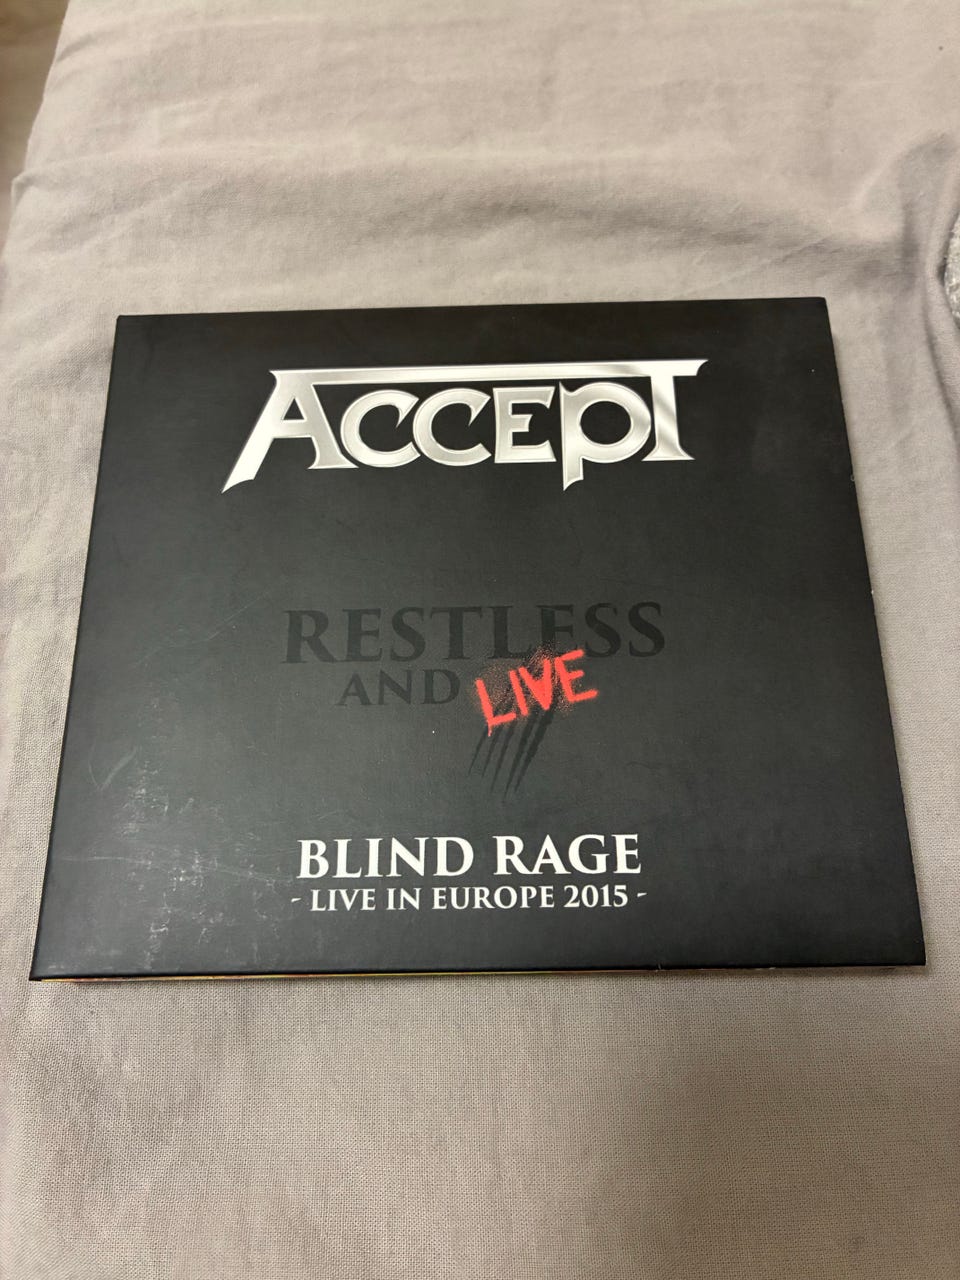 ACCEPT
RESTLESS
AND LIVE
BLIND RAGE
- LIVE IN EUROPE 2015 -